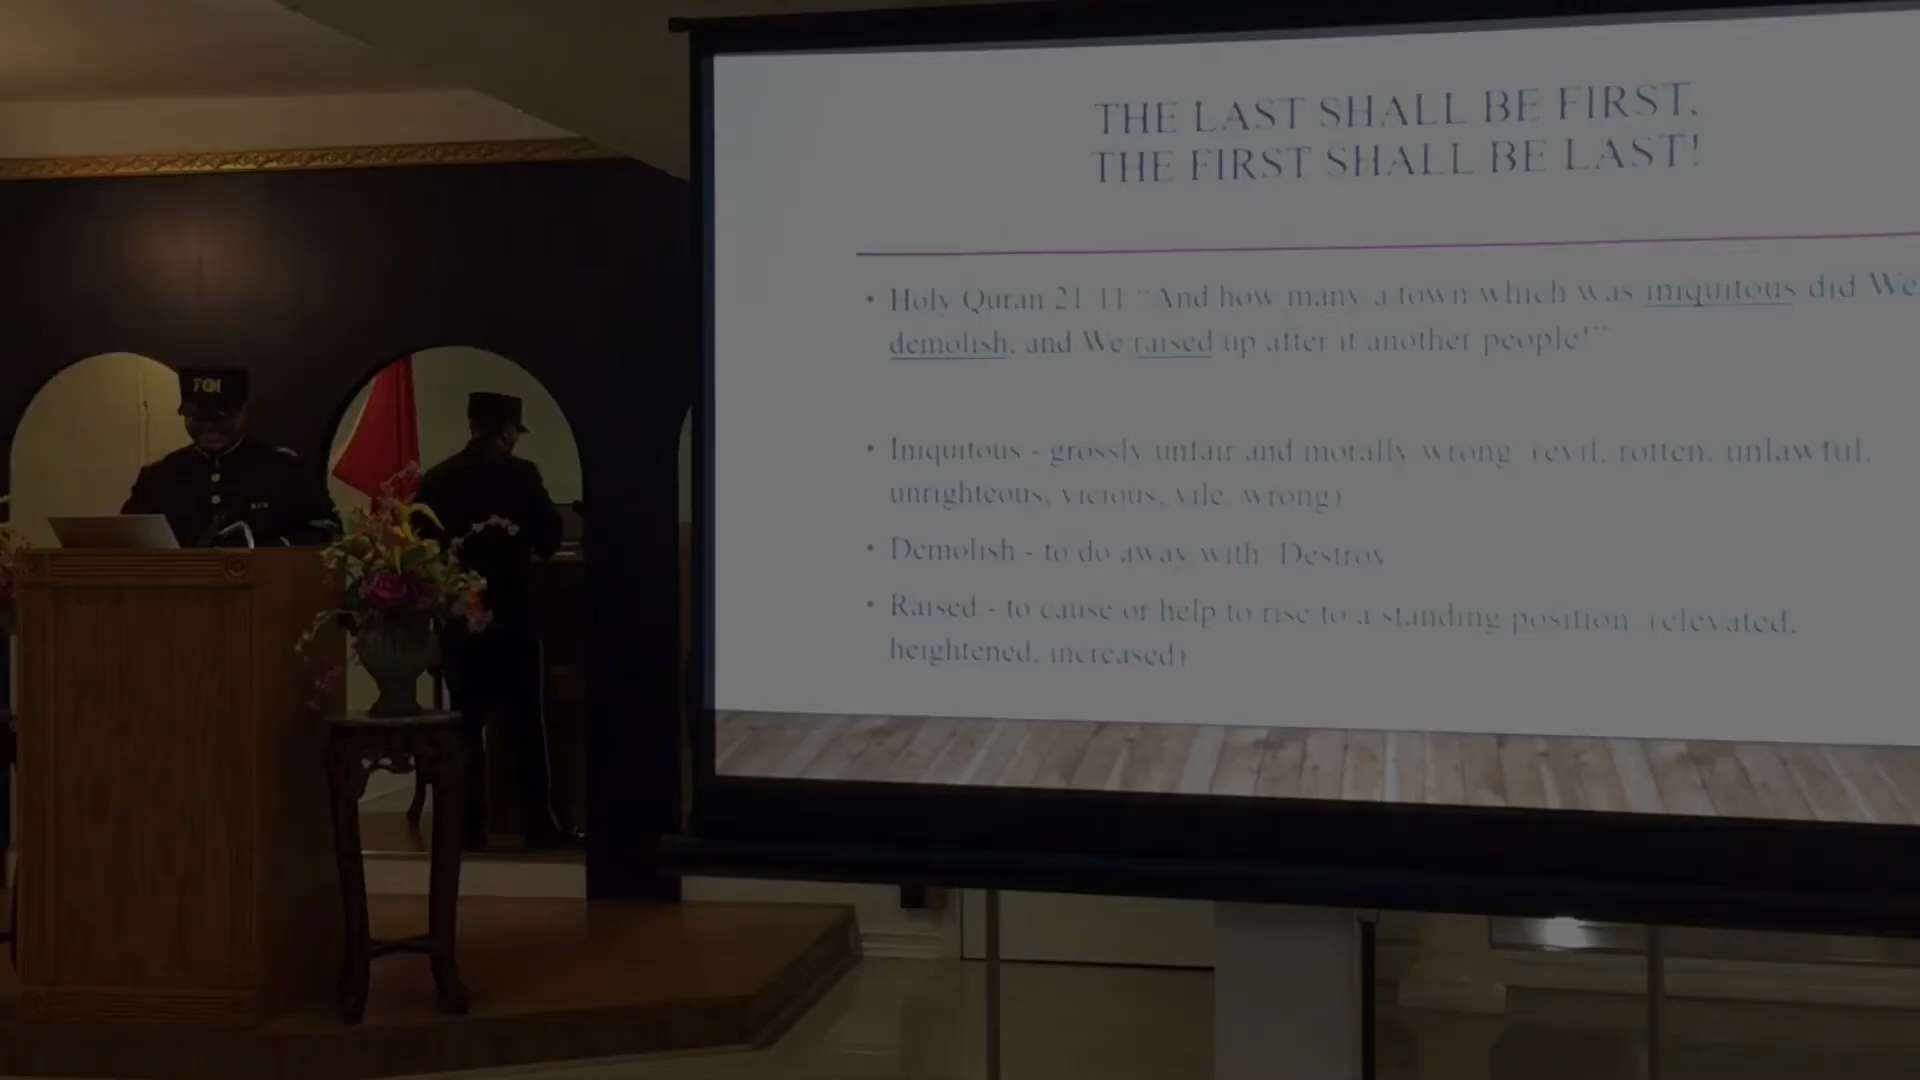 THE LAST SHALL BE FIRST,
THE FIRST SHALL BE LAST!
• Holy Quran 21:11 "And how many a town which was iniquitous did We
demolish, and We raised up after it another people!"
• Iniquitous - grossly unfair and morally wrong (evil, rotten, unlawful,
unrighteous, vicious, vile, wrong)
• Demolish - to do away with Destroy
• Raised - to cause or help to rise to a standing position (elevated,
heightened, increased)
FOI